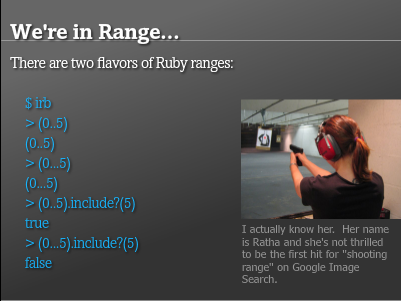 We're in Range...
There are two flavors of Ruby ranges:
$ irb
> (0..5)
(0..5)
> (0...5)
(0...5)
> (0..5).include?(5)
true
> (0...5).include?(5)
false
I actually know her.  Her name
is Ratha and she's not thrilled
to be the first hit for "shooting
range" on Google Image
Search.